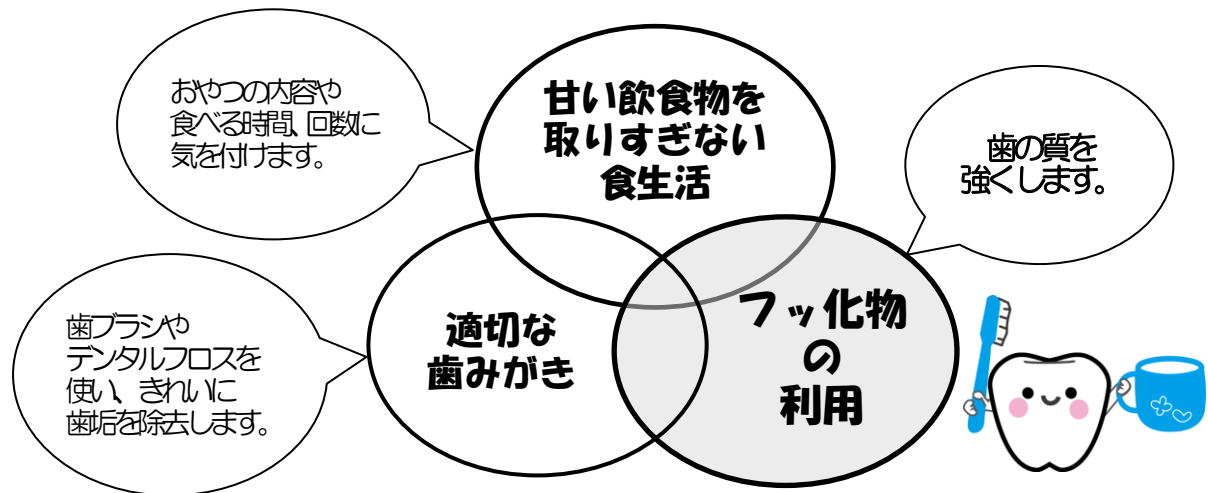 おやつの内容や
食べる時間、回数に
気を付けます。
甘い飲食物を
取りすぎない
食生活
歯の質を
強くします。
歯ブラシや
デンタルフロスを
使い、きれいに
歯垢を除去します。
適切な
歯みがき
フッ化物
の
利用